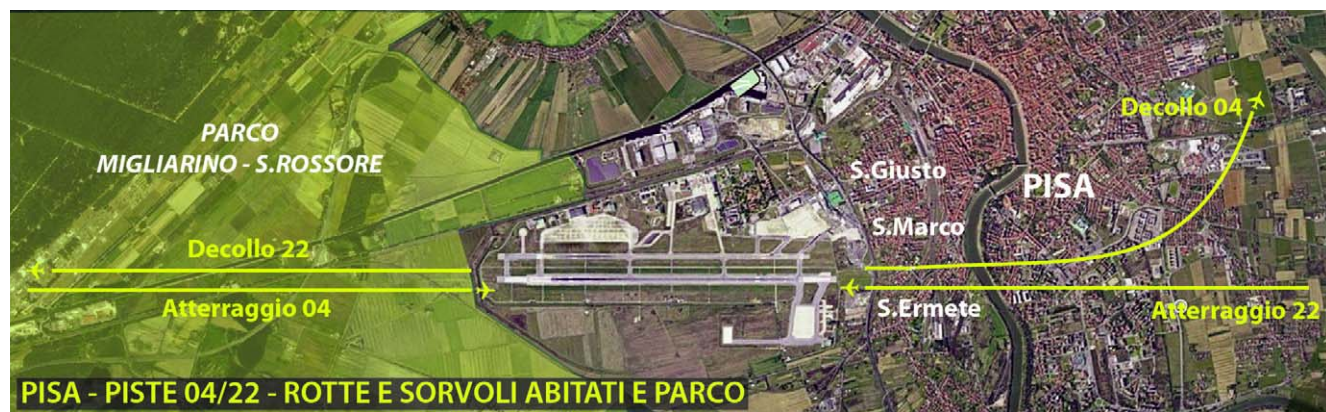 PARCO
MIGLIARINO - S.ROSSORE
Decollo 22
Atterraggio 04
Decollo 04
S.Giusto
PISA
S.Marco
S.Ermete
Atterraggio 22
PISA - PISTE 04/22 - ROTTE E SORVOLI ABITATI E PARCO